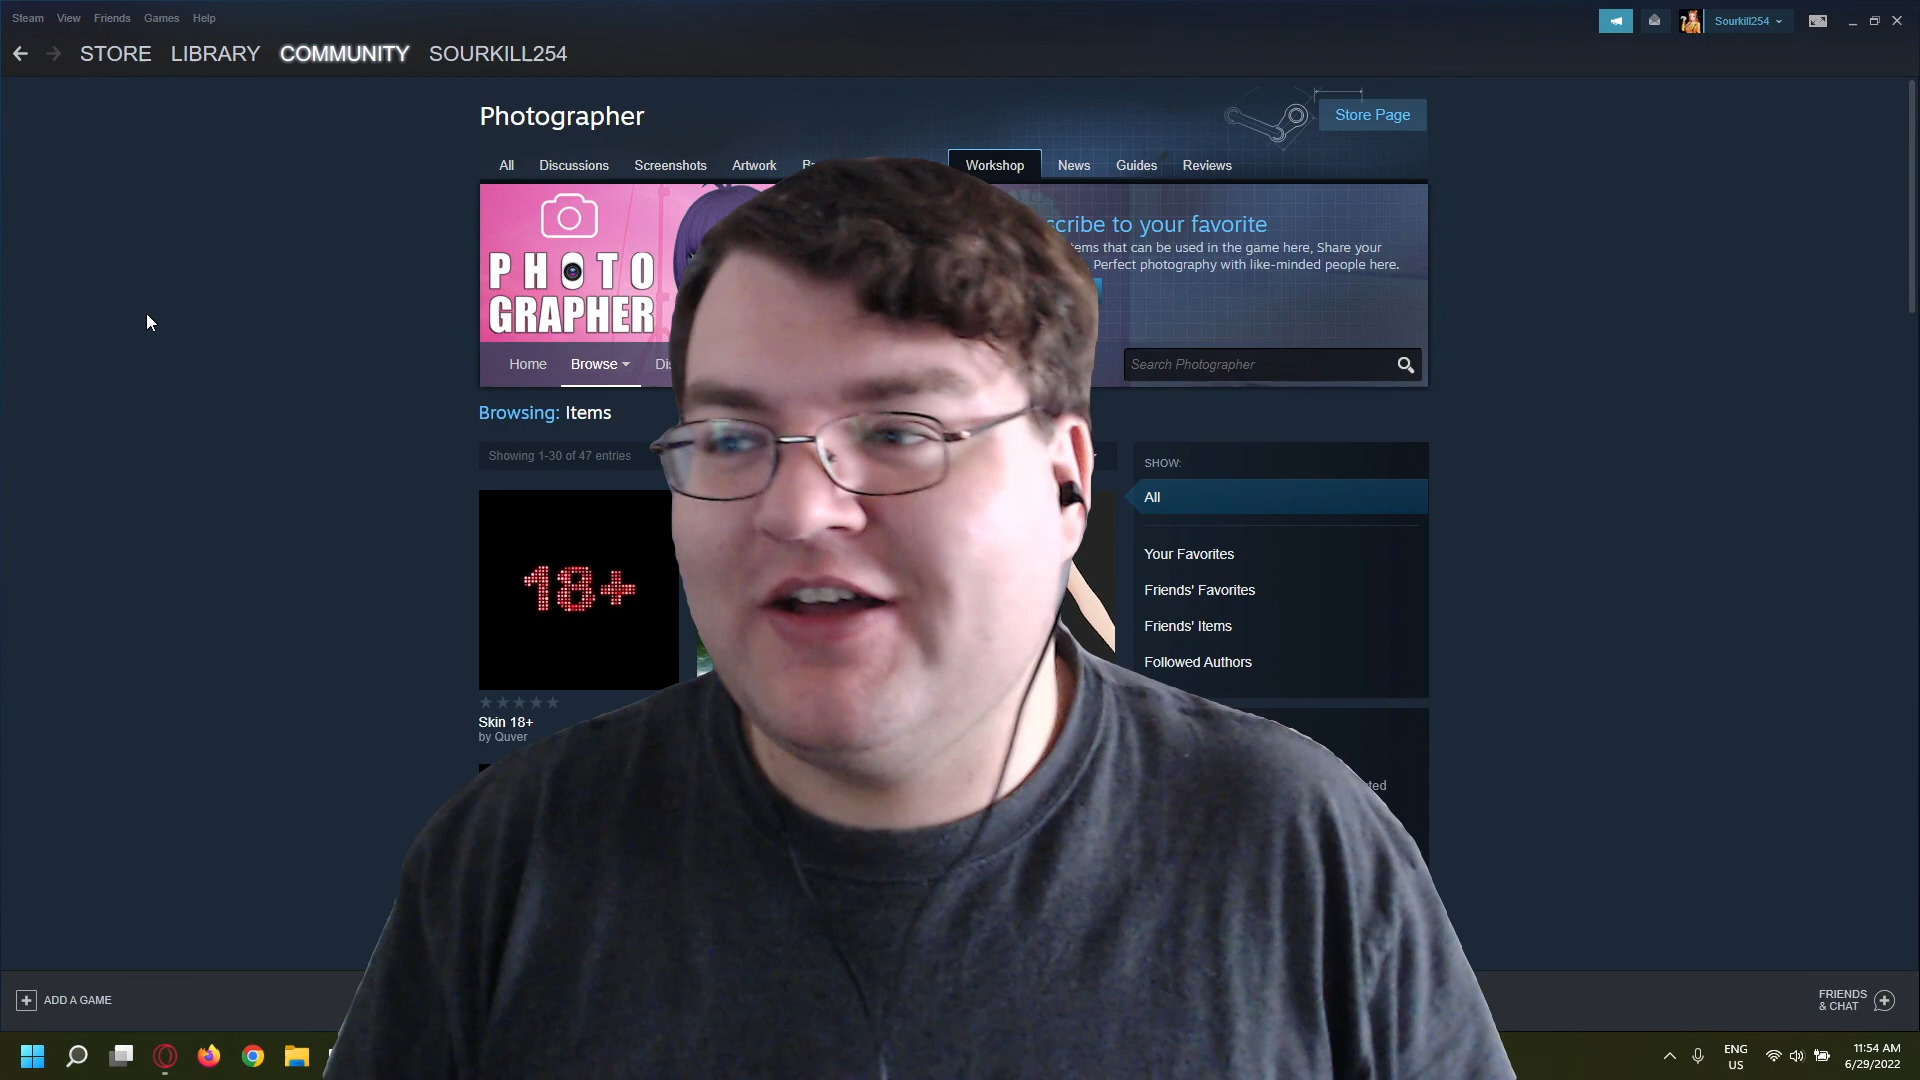 Steam View Friends Games Help
Sourkill254
STORE LIBRARY COMMUNITY SOURKILL254
Photographer
Store Page
All Discussions Screenshots Artwork Workshop News Guides Reviews
PHOTO
GRAPHER
cribe to your favorite
tems that can be used in the game here, Share your
Perfect photography with like-minded people here.
Home Browse
Search Photographer
Browsing: Items
Showing 1-30 of 47 entries
SHOW:
All
Your Favorites
Friends' Favorites
Friends' Items
Followed Authors
18+
Skin 18+
by Quver
ADD A GAME
FRIENDS
& CHAT
ENG
US
11:54 AM
6/29/2022